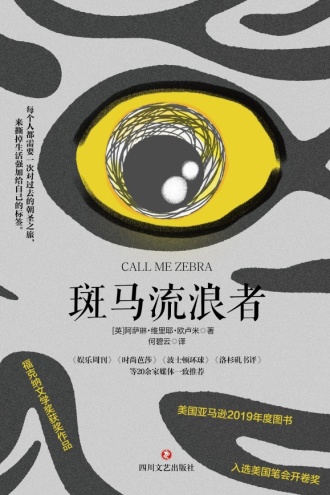 每个人都需要一次对过去的朝圣之旅,
来撕掉生活强加给自己的标签。
CALL ME ZEBRA
斑马流浪者
[英]阿萨琳·维里耶·欧卢米 著
何碧云 译
《娱乐周刊》《时尚芭莎》《波士顿环球》《洛杉矶书评》
等20余家媒体一致推荐
福克纳文学奖获奖作品
美国亚马逊2019年度图书
入选美国笔会开卷奖
四川文艺出版社